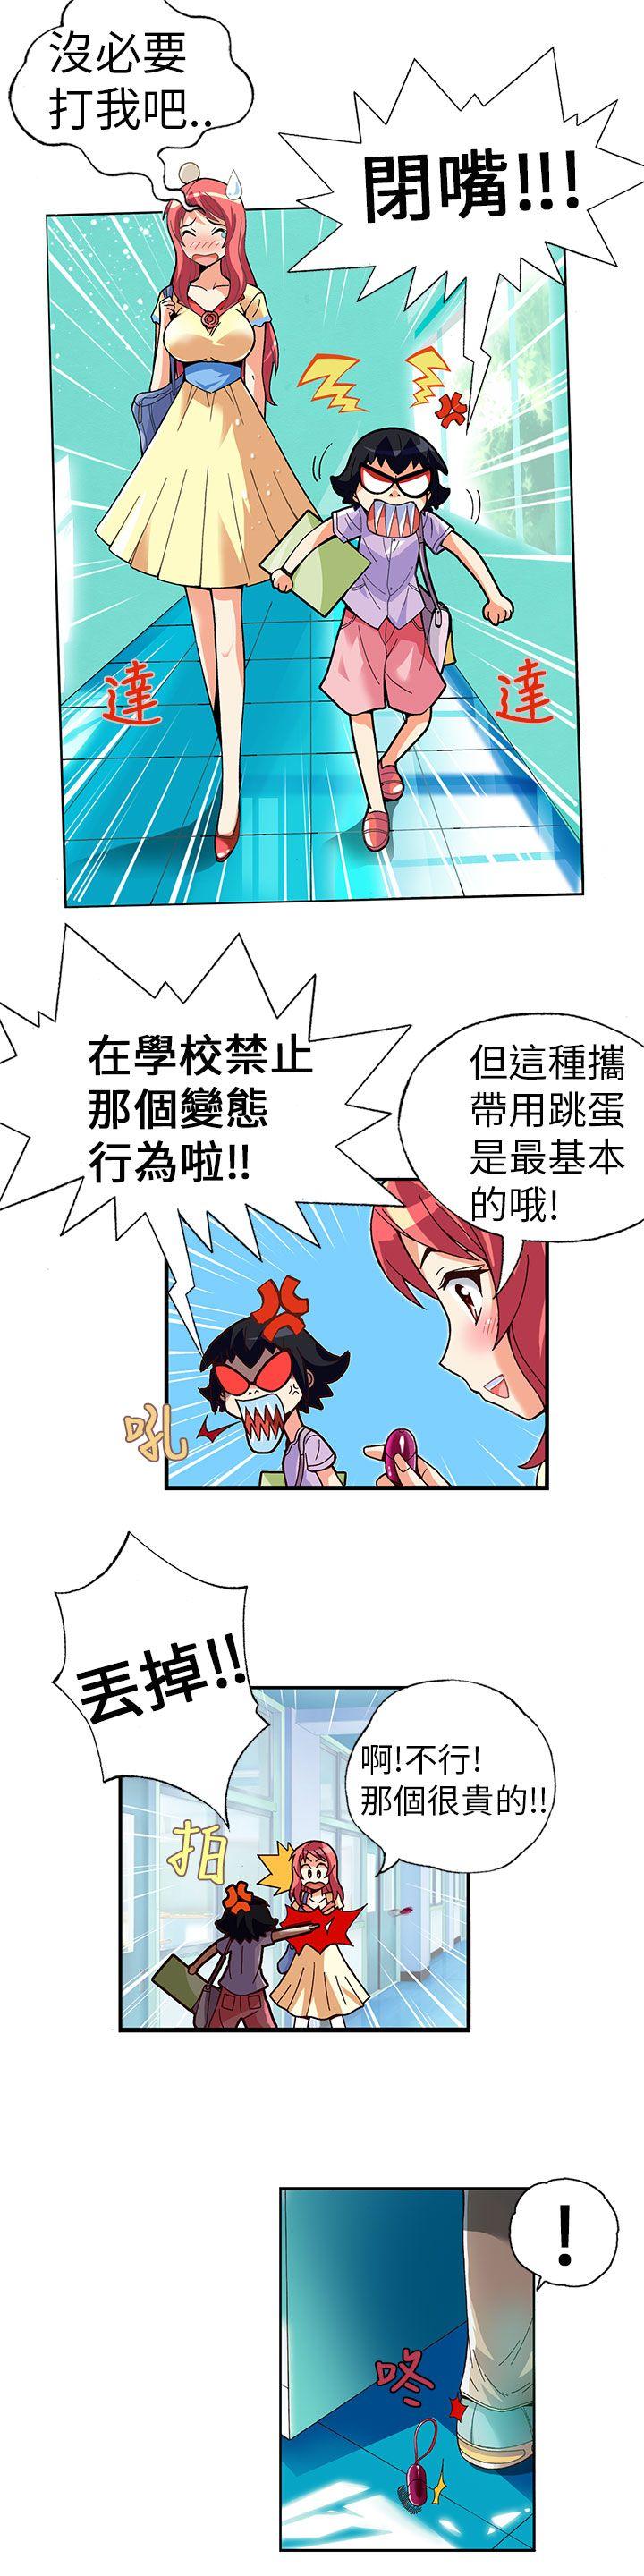 沒必要
打我吧..
閉嘴!!!
達
達
在學校禁止
那個變態
行為啦!!
但這種攜
帶用跳蛋
是最基本
的哦!
吼
丟掉!!
啊!不行!
那個很貴的!!
拍
!
咚